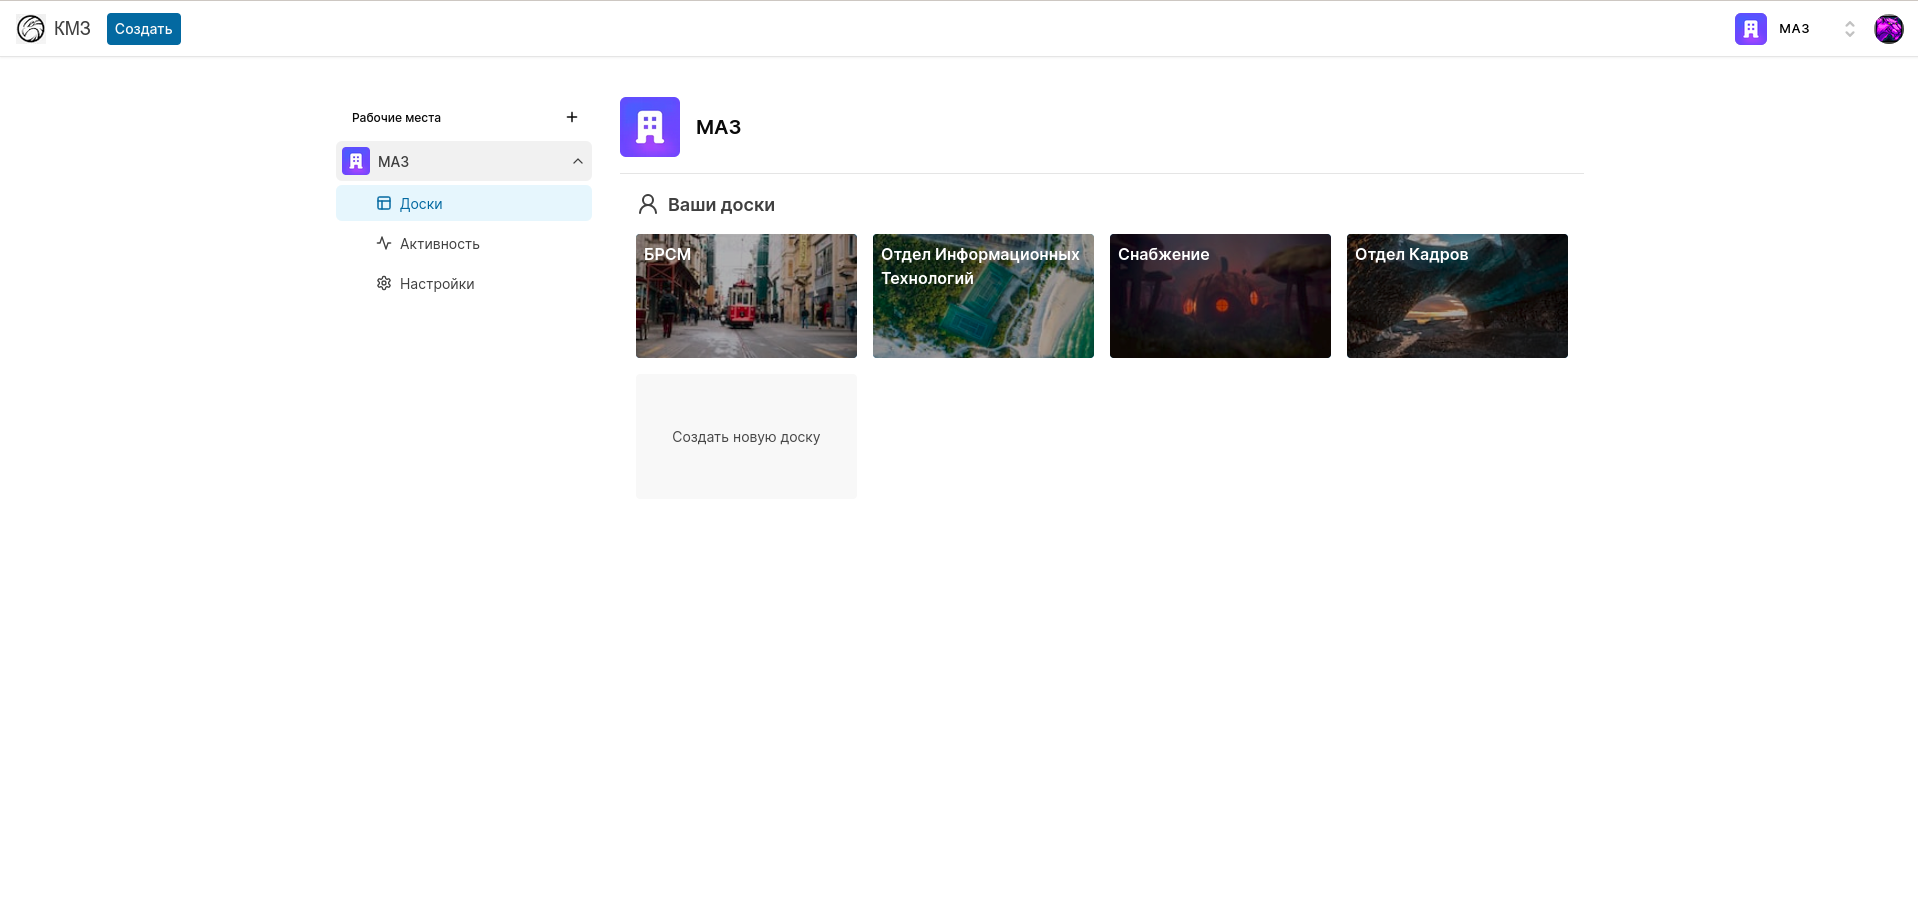 КМЗ
Создать
МАЗ
Рабочие места
МАЗ
Доски
Активность
Настройки
МАЗ
Ваши доски
БРСМ
Отдел Информационных
Технологий
Снабжение
Отдел Кадров
Создать новую доску